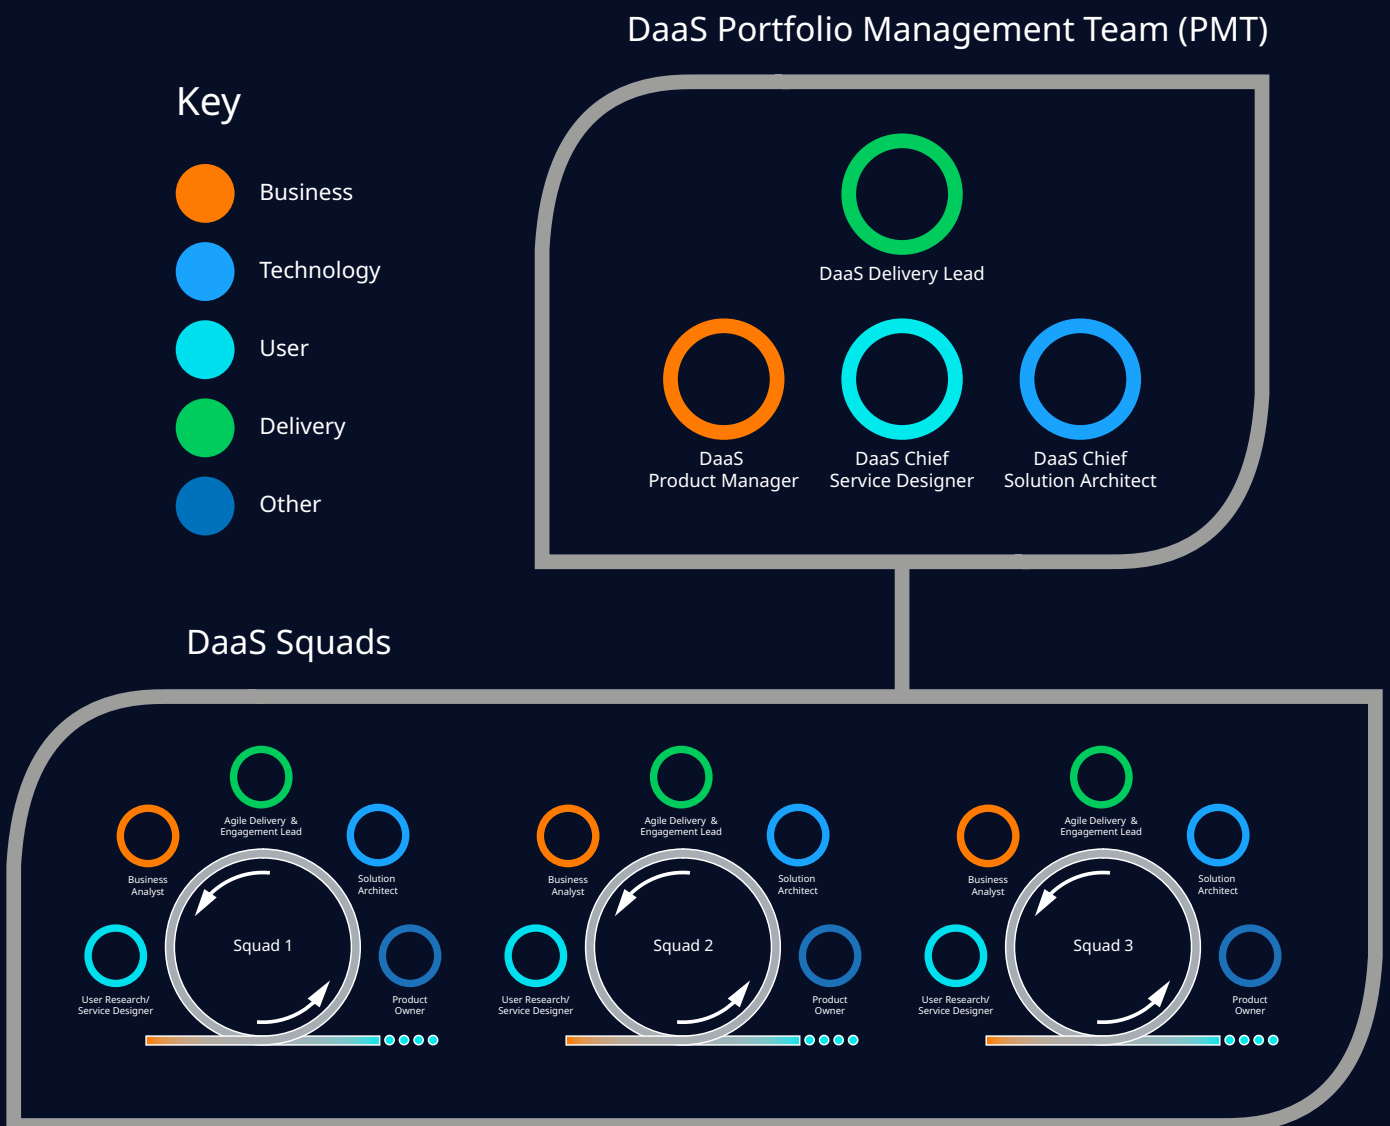 DaaS Portfolio Management Team (PMT)
Key
Business
Technology
User
Delivery
Other
DaaS Delivery Lead
DaaS
Product Manager
DaaS Chief
Service Designer
DaaS Chief
Solution Architect
DaaS Squads
Agile Delivery &
Engagement Lead
Business
Analyst
Solution
Architect
Squad 1
User Research/
Service Designer
Product
Owner
Agile Delivery &
Engagement Lead
Business
Analyst
Solution
Architect
Squad 2
User Research/
Service Designer
Product
Owner
Agile Delivery &
Engagement Lead
Business
Analyst
Solution
Architect
Squad 3
User Research/
Service Designer
Product
Owner